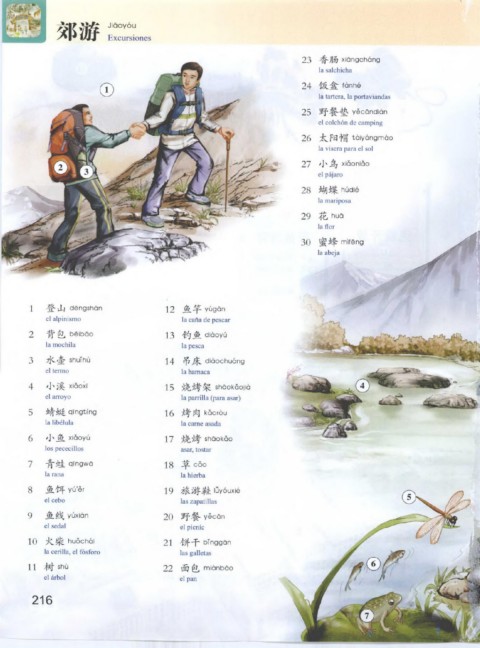 郊游 Jiāoyóu
Excursiones
1
2
3
23 香肠 xiāngcháng
la salchicha
24 饭盒 fànhé
la tartera, la portaviandas
25 野餐垫 yěcāndiàn
el colchón de camping
26 太阳帽 tàiyángmào
la visera para el sol
27 小鸟 xiǎoniǎo
el pájaro
28 蝴蝶 húdié
la mariposa
29 花 huā
la flor
30 蜜蜂 mìfēng
la abeja
1 登山 dēngshān
el alpinismo
2 背包 bēibāo
la mochila
3 水壶 shuǐhú
el termo
4 小溪 xiǎoxī
el arroyo
5 蜻蜓 qīngtíng
la libélula
6 小鱼 xiǎoyú
los pececillos
7 青蛙 qīngwā
la rana
8 鱼饵 yú'ěr
el cebo
9 鱼线 yúxiàn
el sedal
10 火柴 huǒchái
la cerilla, el fósforo
11 树 shù
el árbol
12 鱼竿 yúgān
la caña de pescar
13 钓鱼 diàoyú
la pesca
14 吊床 diàochuáng
la hamaca
15 烧烤架 shāokǎojià
la parrilla (para asar)
16 烤肉 kǎoròu
la carne asada
17 烧烤 shāokǎo
asar, tostar
18 草 cǎo
la hierba
19 旅游鞋 lǚyóuxié
las zapatillas
20 野餐 yěcān
el picnic
21 饼干 bǐnggān
las galletas
22 面包 miànbāo
el pan
4
5
6
7
216